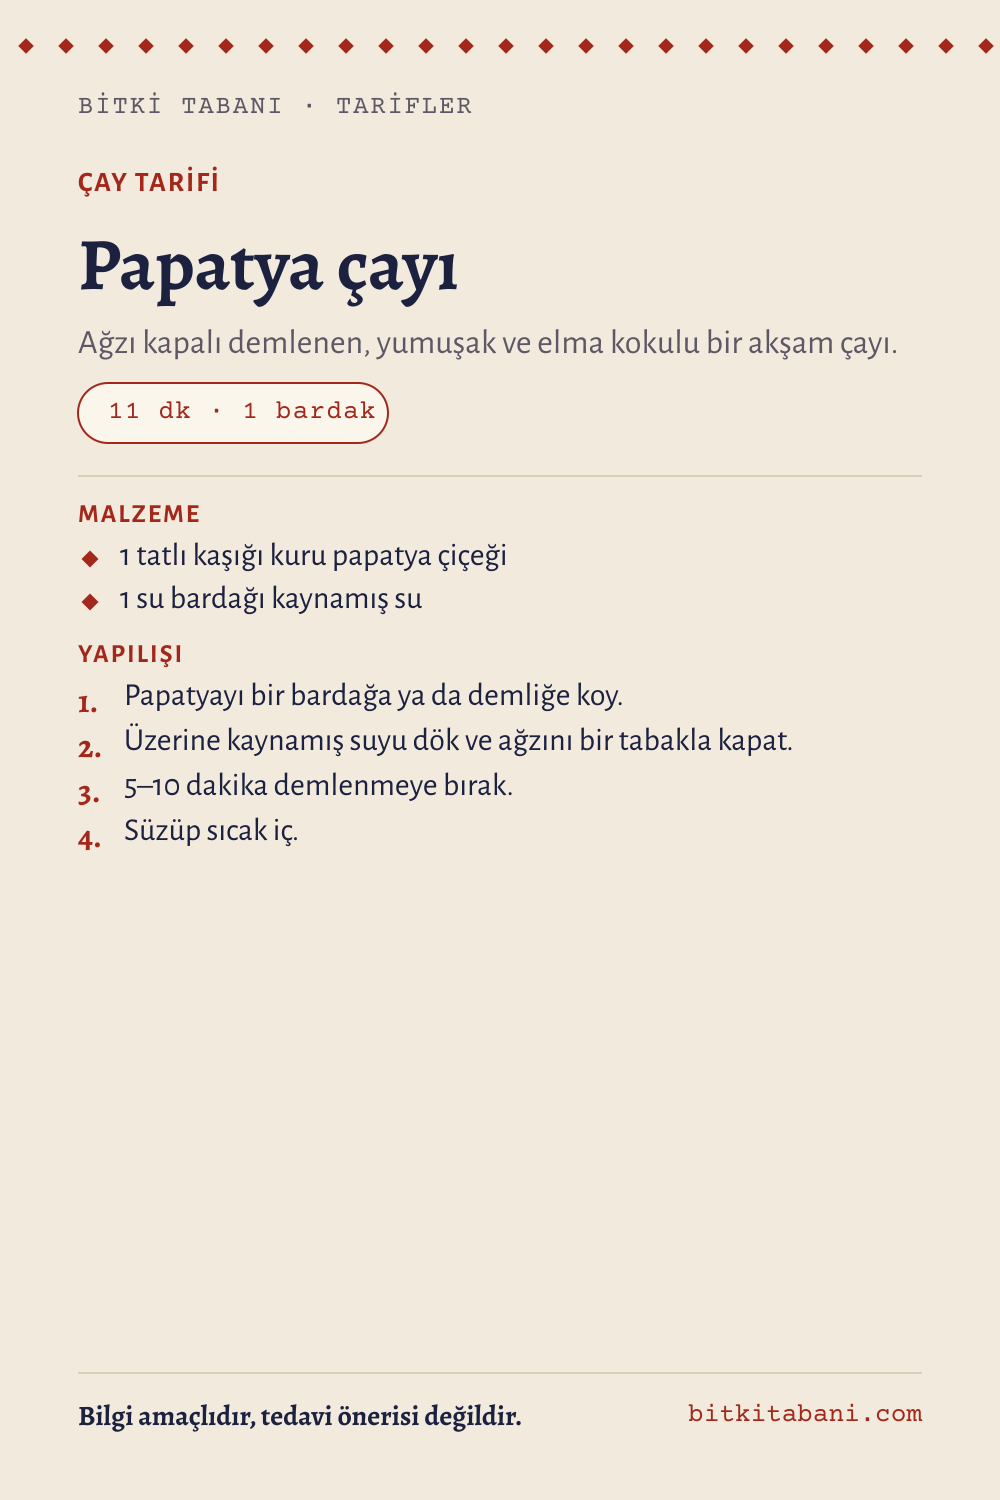 BİTKİ TABANI · TARİFLER
ÇAY TARİFİ
Papatya çayı
Ağzı kapalı demlenen, yumuşak ve elma kokulu bir akşam çayı.
11 dk · 1 bardak
MALZEME
◆ 1 tatlı kaşığı kuru papatya çiçeği
◆ 1 su bardağı kaynamış su
YAPILIŞI
1. Papatyayı bir bardağa ya da demliğe koy.
2. Üzerine kaynamış suyu dök ve ağzını bir tabakla kapat.
3. 5–10 dakika demlenmeye bırak.
4. Süzüp sıcak iç.
Bilgi amaçlıdır, tedavi önerisi değildir. bitkitabani.com